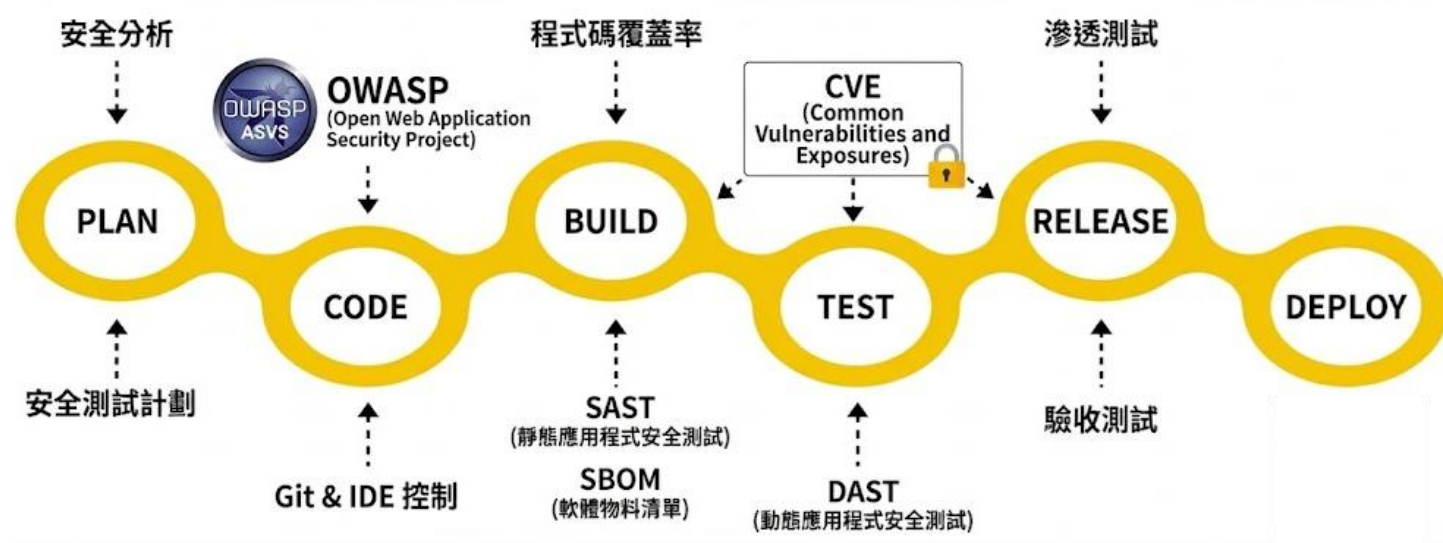 安全分析
程式碼覆蓋率
滲透測試
OWASP
ASVS
OWASP
(Open Web Application
Security Project)
CVE
(Common
Vulnerabilities and
Exposures)
PLAN
BUILD
RELEASE
CODE
TEST
DEPLOY
安全測試計劃
SAST
(靜態應用程式安全測試)
驗收測試
Git & IDE 控制
SBOM
(軟體物料清單)
DAST
(動態應用程式安全測試)